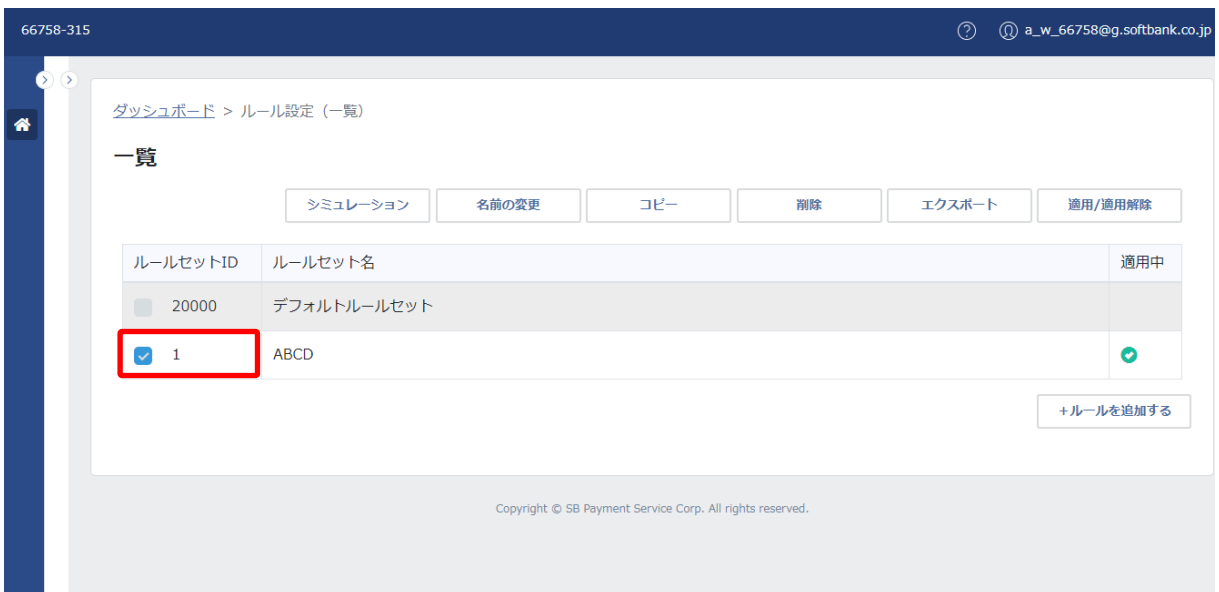 66758-315
a_w_66758@g.softbank.co.jp
ダッシュボード > ルール設定（一覧）
一覧
シミュレーション 名前の変更 コピー 削除 エクスポート 適用/適用解除
ルールセットID ルールセット名 適用中
20000 デフォルトルールセット
1 ABCD
+ルールを追加する
Copyright © SB Payment Service Corp. All rights reserved.